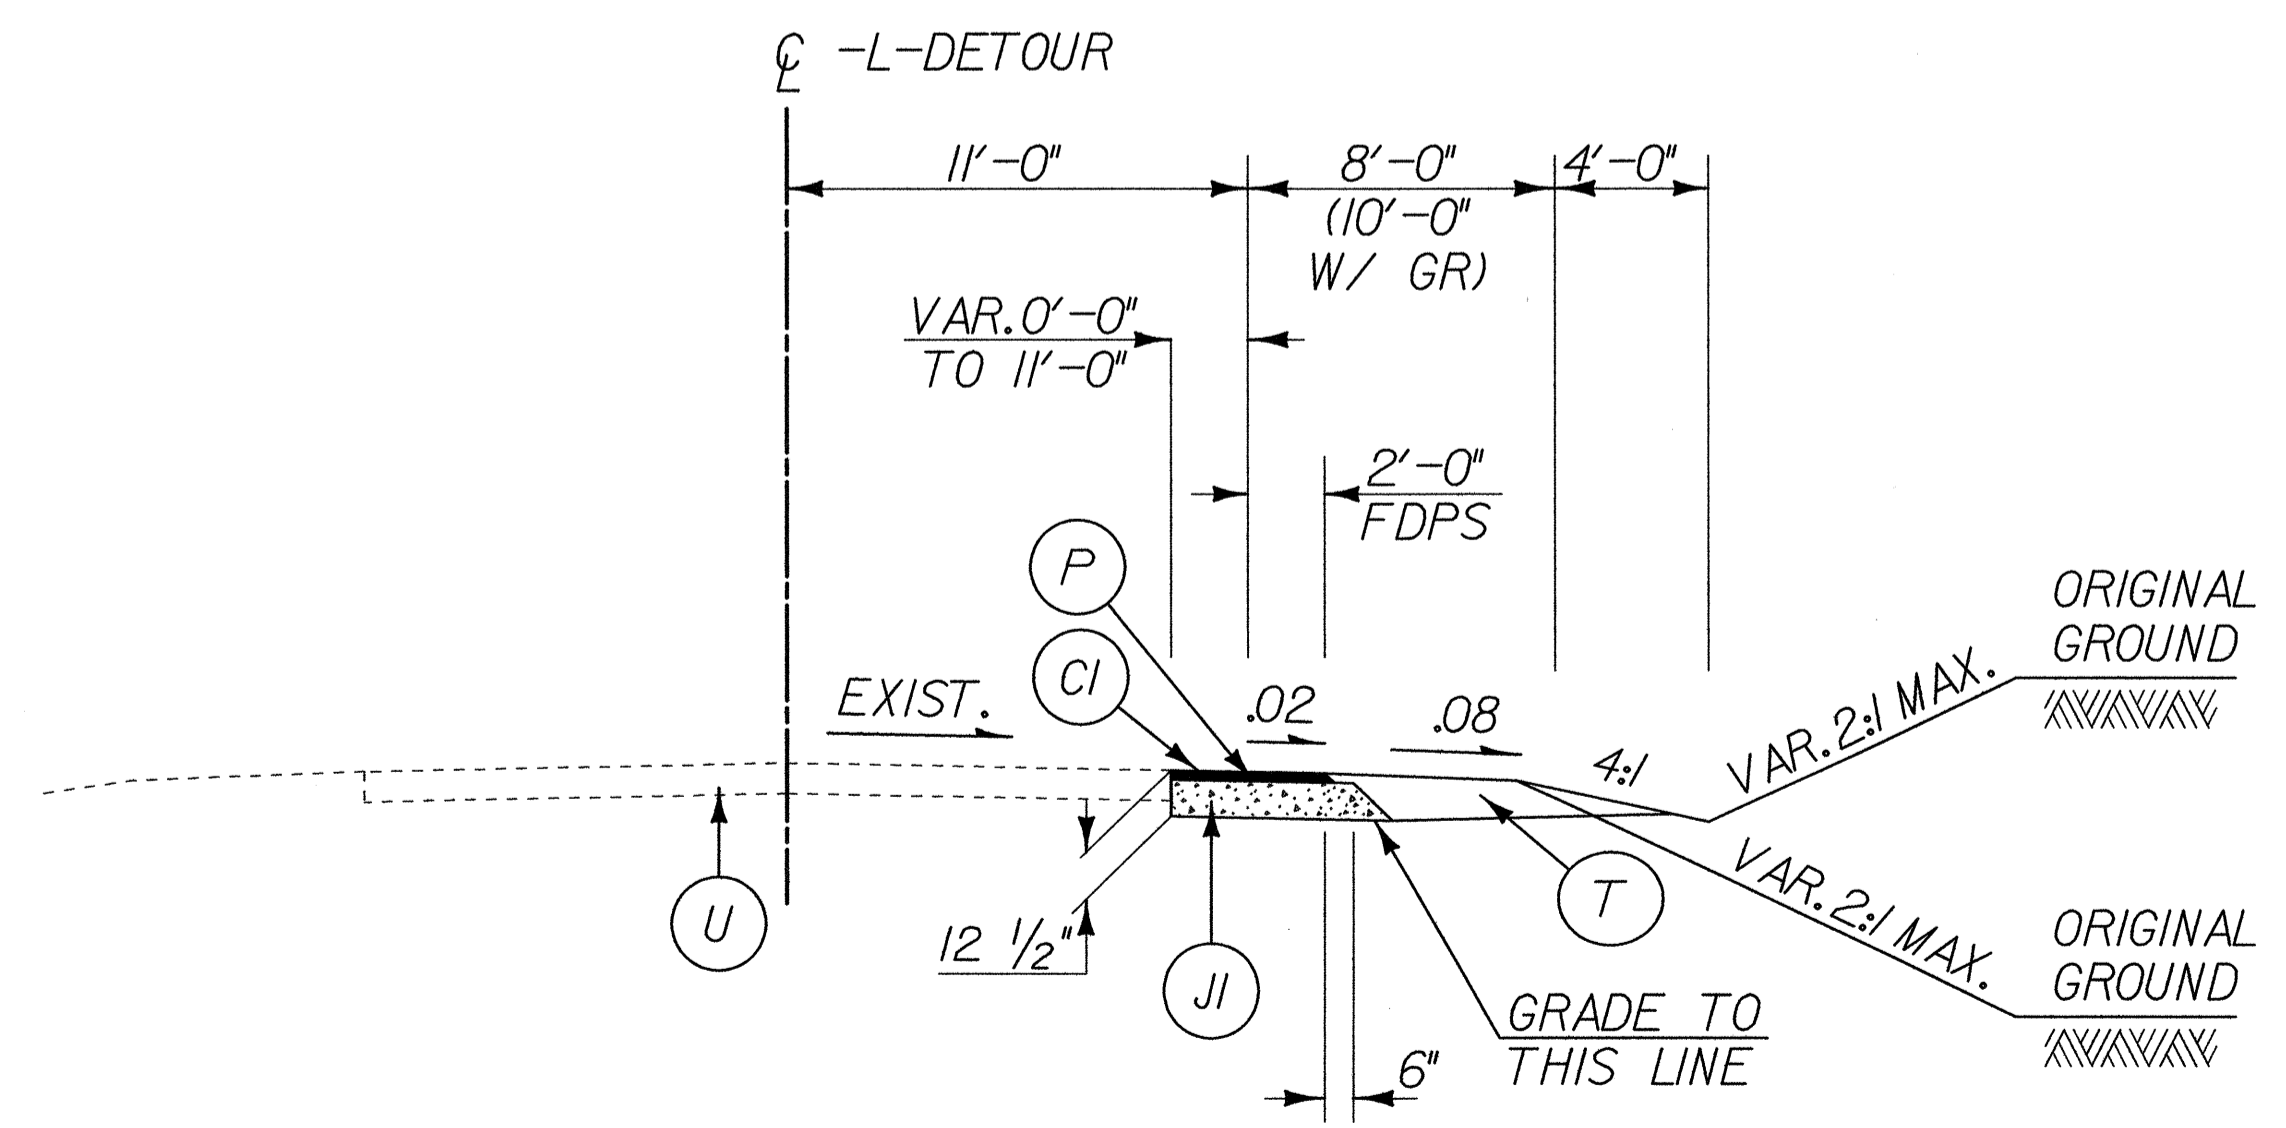 ℄ -L-DETOUR
11'-0"
8'-0"
4'-0"
(10'-0"
W/ GR)
VAR. 0'-0"
TO 11'-0"
2'-0"
FDPS
P
C1
EXIST.
.02
.08
4:1
VAR. 2:1 MAX.
ORIGINAL
GROUND
U
12 1/2"
J1
T
VAR. 2:1 MAX.
ORIGINAL
GROUND
GRADE TO
THIS LINE
6"